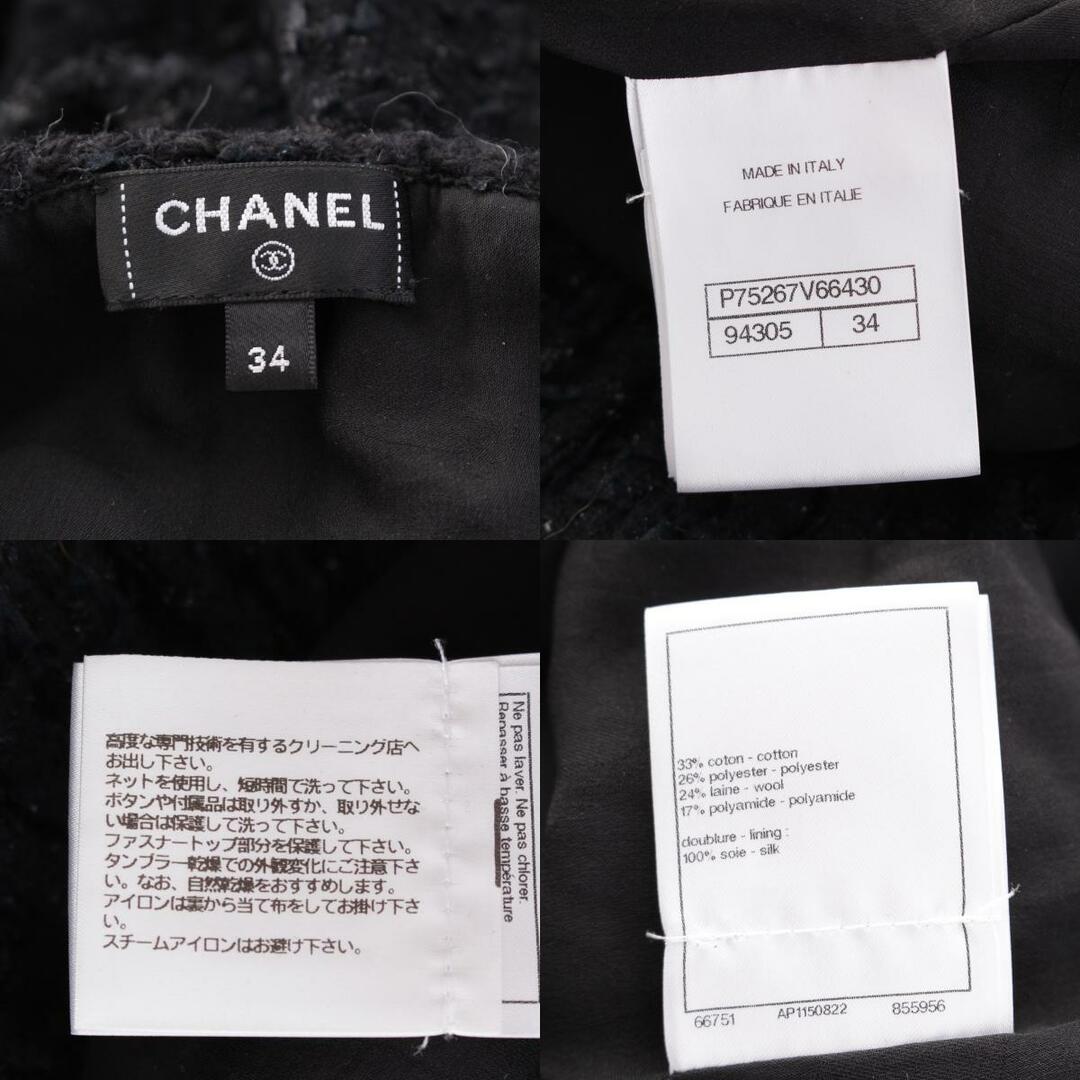 CHANEL
34
MADE IN ITALY
FABRIQUE EN ITALIE
P75267V66430
94305 34
高度な専門技術を有するクリーニング店へ
お出し下さい。
ネットを使用し、短時間で洗って下さい。
ボタンや付属品は取り外すか、取り外せな
い場合は保護して洗って下さい。
ファスナートップ部分を保護して下さい。
タンブラー乾燥での外観変化にご注意下さ
い。なお、自然乾燥をおすすめします。
アイロンは裏から当て布をしてお掛け下さ
い。
スチームアイロンはお避け下さい。
Ne pas laver. Ne pas chlorer.
Repasser à basse température
33% coton - cotton
26% polyester - polyester
24% laine - wool
17% polyamide - polyamide
doublure - lining :
100% soie - silk
66751 AP1150822 855956